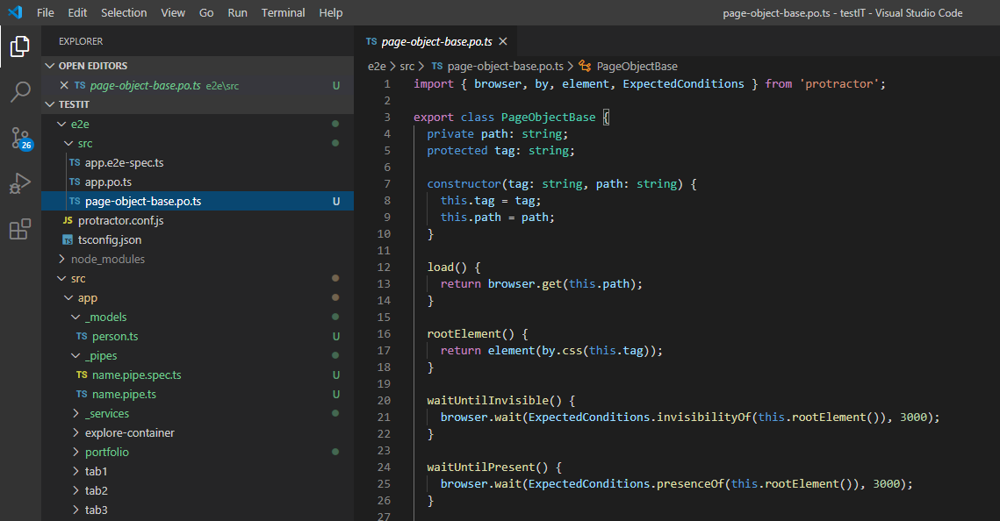 File Edit Selection View Go Run Terminal Help page-object-base.po.ts - testIT - Visual Studio Code
EXPLORER
OPEN EDITORS
TS page-object-base.po.ts e2e\src U
TESTIT
e2e
src
TS app.e2e-spec.ts
TS app.po.ts
TS page-object-base.po.ts U
JS protractor.conf.js
TS tsconfig.json
node_modules
src
app
_models
TS person.ts U
_pipes
TS name.pipe.spec.ts U
TS name.pipe.ts U
_services
explore-container
portfolio
tab1
tab2
tab3
26
TS page-object-base.po.ts
e2e > src > TS page-object-base.po.ts > PageObjectBase
1 import { browser, by, element, ExpectedConditions } from 'protractor';
2
3 export class PageObjectBase {
4 private path: string;
5 protected tag: string;
6
7 constructor(tag: string, path: string) {
8 this.tag = tag;
9 this.path = path;
10 }
11
12 load() {
13 return browser.get(this.path);
14 }
15
16 rootElement() {
17 return element(by.css(this.tag));
18 }
19
20 waitUntilInvisible() {
21 browser.wait(ExpectedConditions.invisibilityOf(this.rootElement()), 3000);
22 }
23
24 waitUntilPresent() {
25 browser.wait(ExpectedConditions.presenceOf(this.rootElement()), 3000);
26 }
27